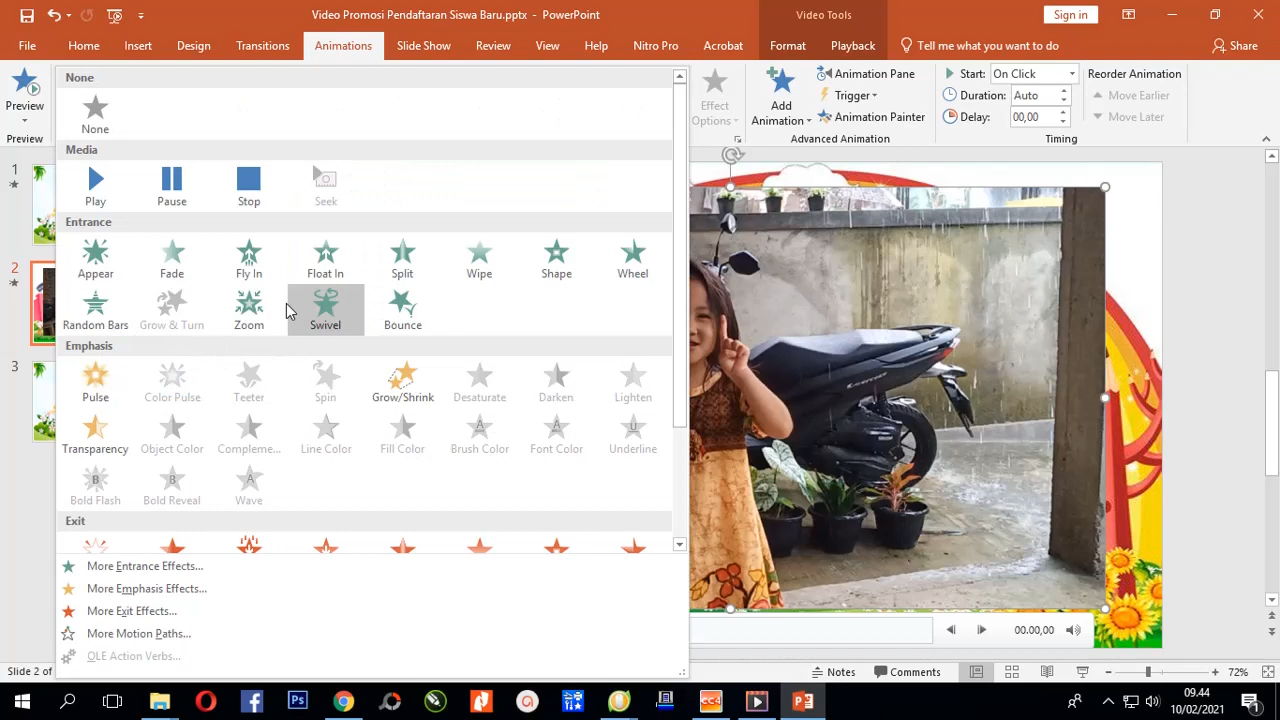 Video Promosi Pendaftaran Siswa Baru.pptx - PowerPoint
Video Tools
Sign in
File Home Insert Design Transitions Animations Slide Show Review View Help Nitro Pro Acrobat Format Playback Tell me what you want to do Share
Preview
Preview
None
None
Media
Play Pause Stop Seek
Entrance
Appear Fade Fly In Float In Split Wipe Shape Wheel
Random Bars Grow & Turn Zoom Swivel Bounce
Emphasis
Pulse Color Pulse Teeter Spin Grow/Shrink Desaturate Darken Lighten
Transparency Object Color Compleme... Line Color Fill Color Brush Color Font Color Underline
Bold Flash Bold Reveal Wave
Exit
More Entrance Effects...
More Emphasis Effects...
More Exit Effects...
More Motion Paths...
OLE Action Verbs...
Effect Options
Add Animation
Animation Pane
Trigger
Animation Painter
Advanced Animation
Start: On Click
Duration: Auto
Delay: 00,00
Timing
Reorder Animation
Move Earlier
Move Later
1
2
3
00.00,00
Slide 2 of
Notes Comments 72%
09.44
10/02/2021